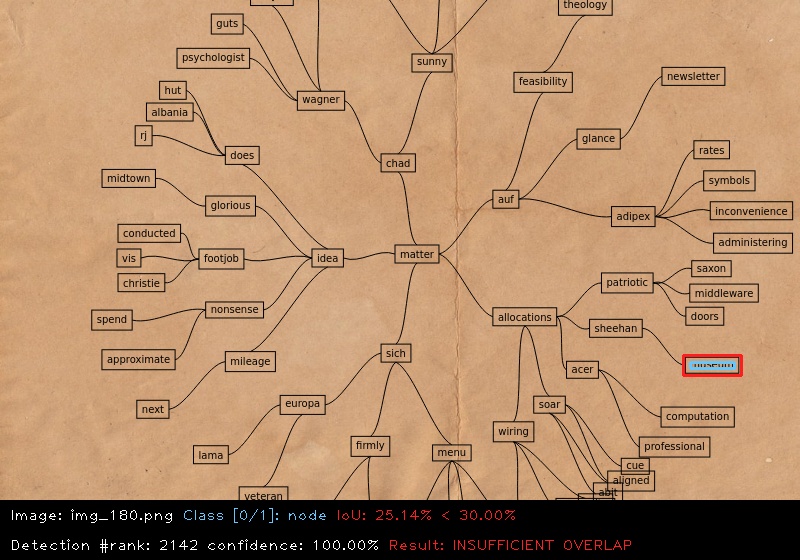 theology
guts
sunny
psychologist
newsletter
feasibility
hut
wagner
albania
rj
glance
rates
does
chad
midtown
symbols
auf
glorious
adipex
inconvenience
conducted
administering
matter
vis
footjob
idea
saxon
christie
patriotic
middleware
nonsense
doors
spend
allocations
sheehan
sich
approximate
mileage
acer
europa
soar
next
computation
wiring
firmly
professional
lama
menu
cue
aligned
abit
veteran
Image: img_180.png Class [0/1]: node IoU: 25.14% < 30.00%
Detection #rank: 2142 confidence: 100.00% Result: INSUFFICIENT OVERLAP